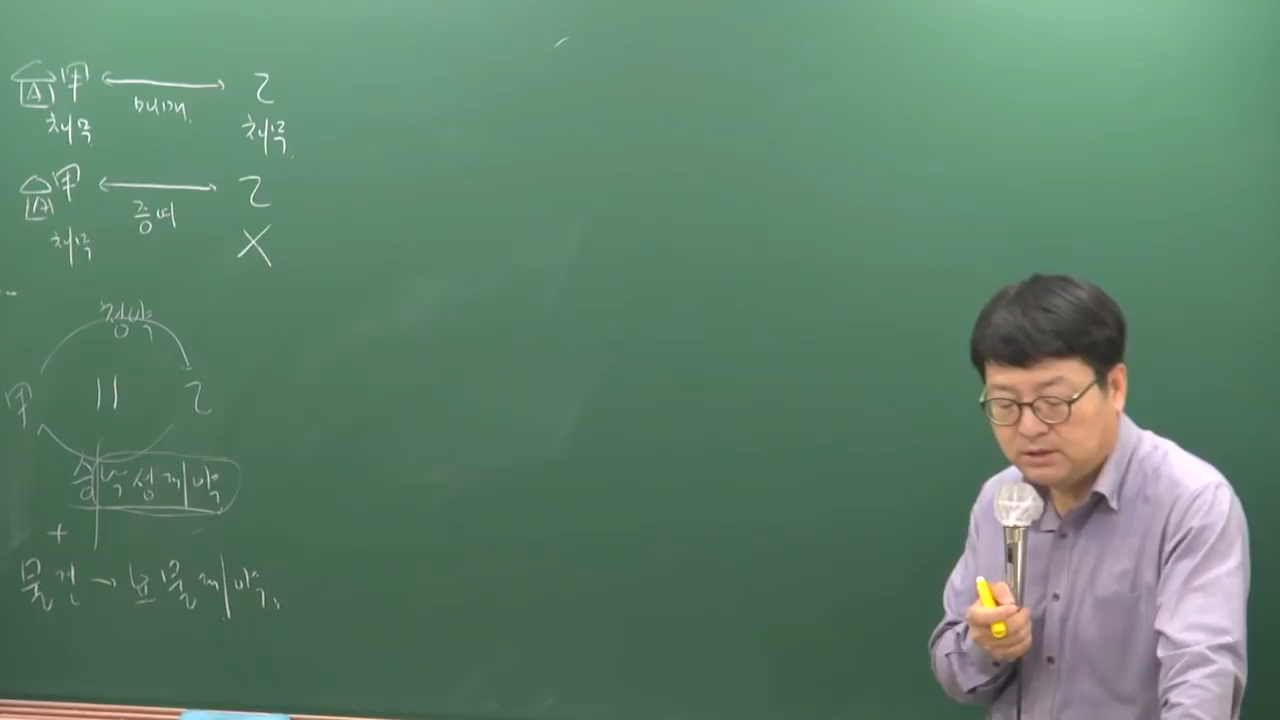 A 甲 ↔ 乙
매매
채무 채무.
A 甲 ↔ 乙
증여
채무 X
청약
甲 || 乙
승|낙성계약
+
물건 → 요물계약.